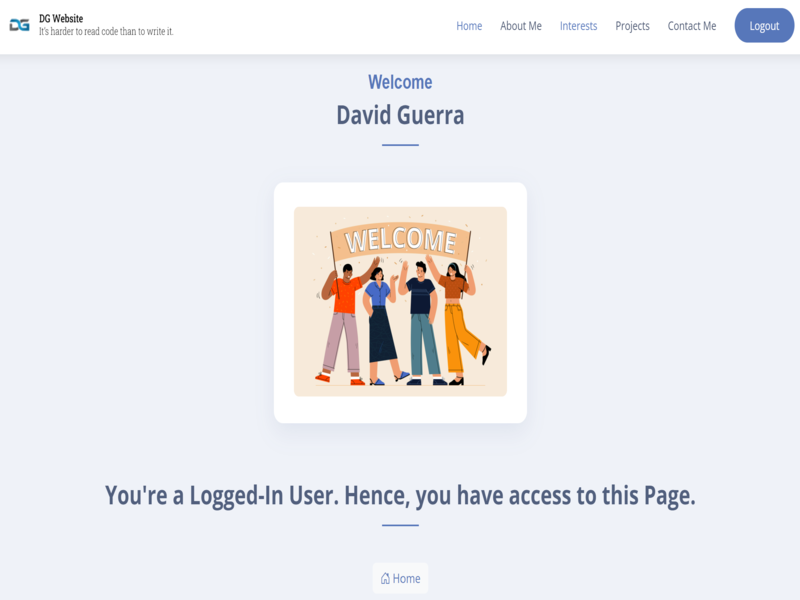 DG
DG Website
It's harder to read code than to write it.
Home
About Me
Interests
Projects
Contact Me
Logout
Welcome
David Guerra
WELCOME
You're a Logged-In User. Hence, you have access to this Page.
Home